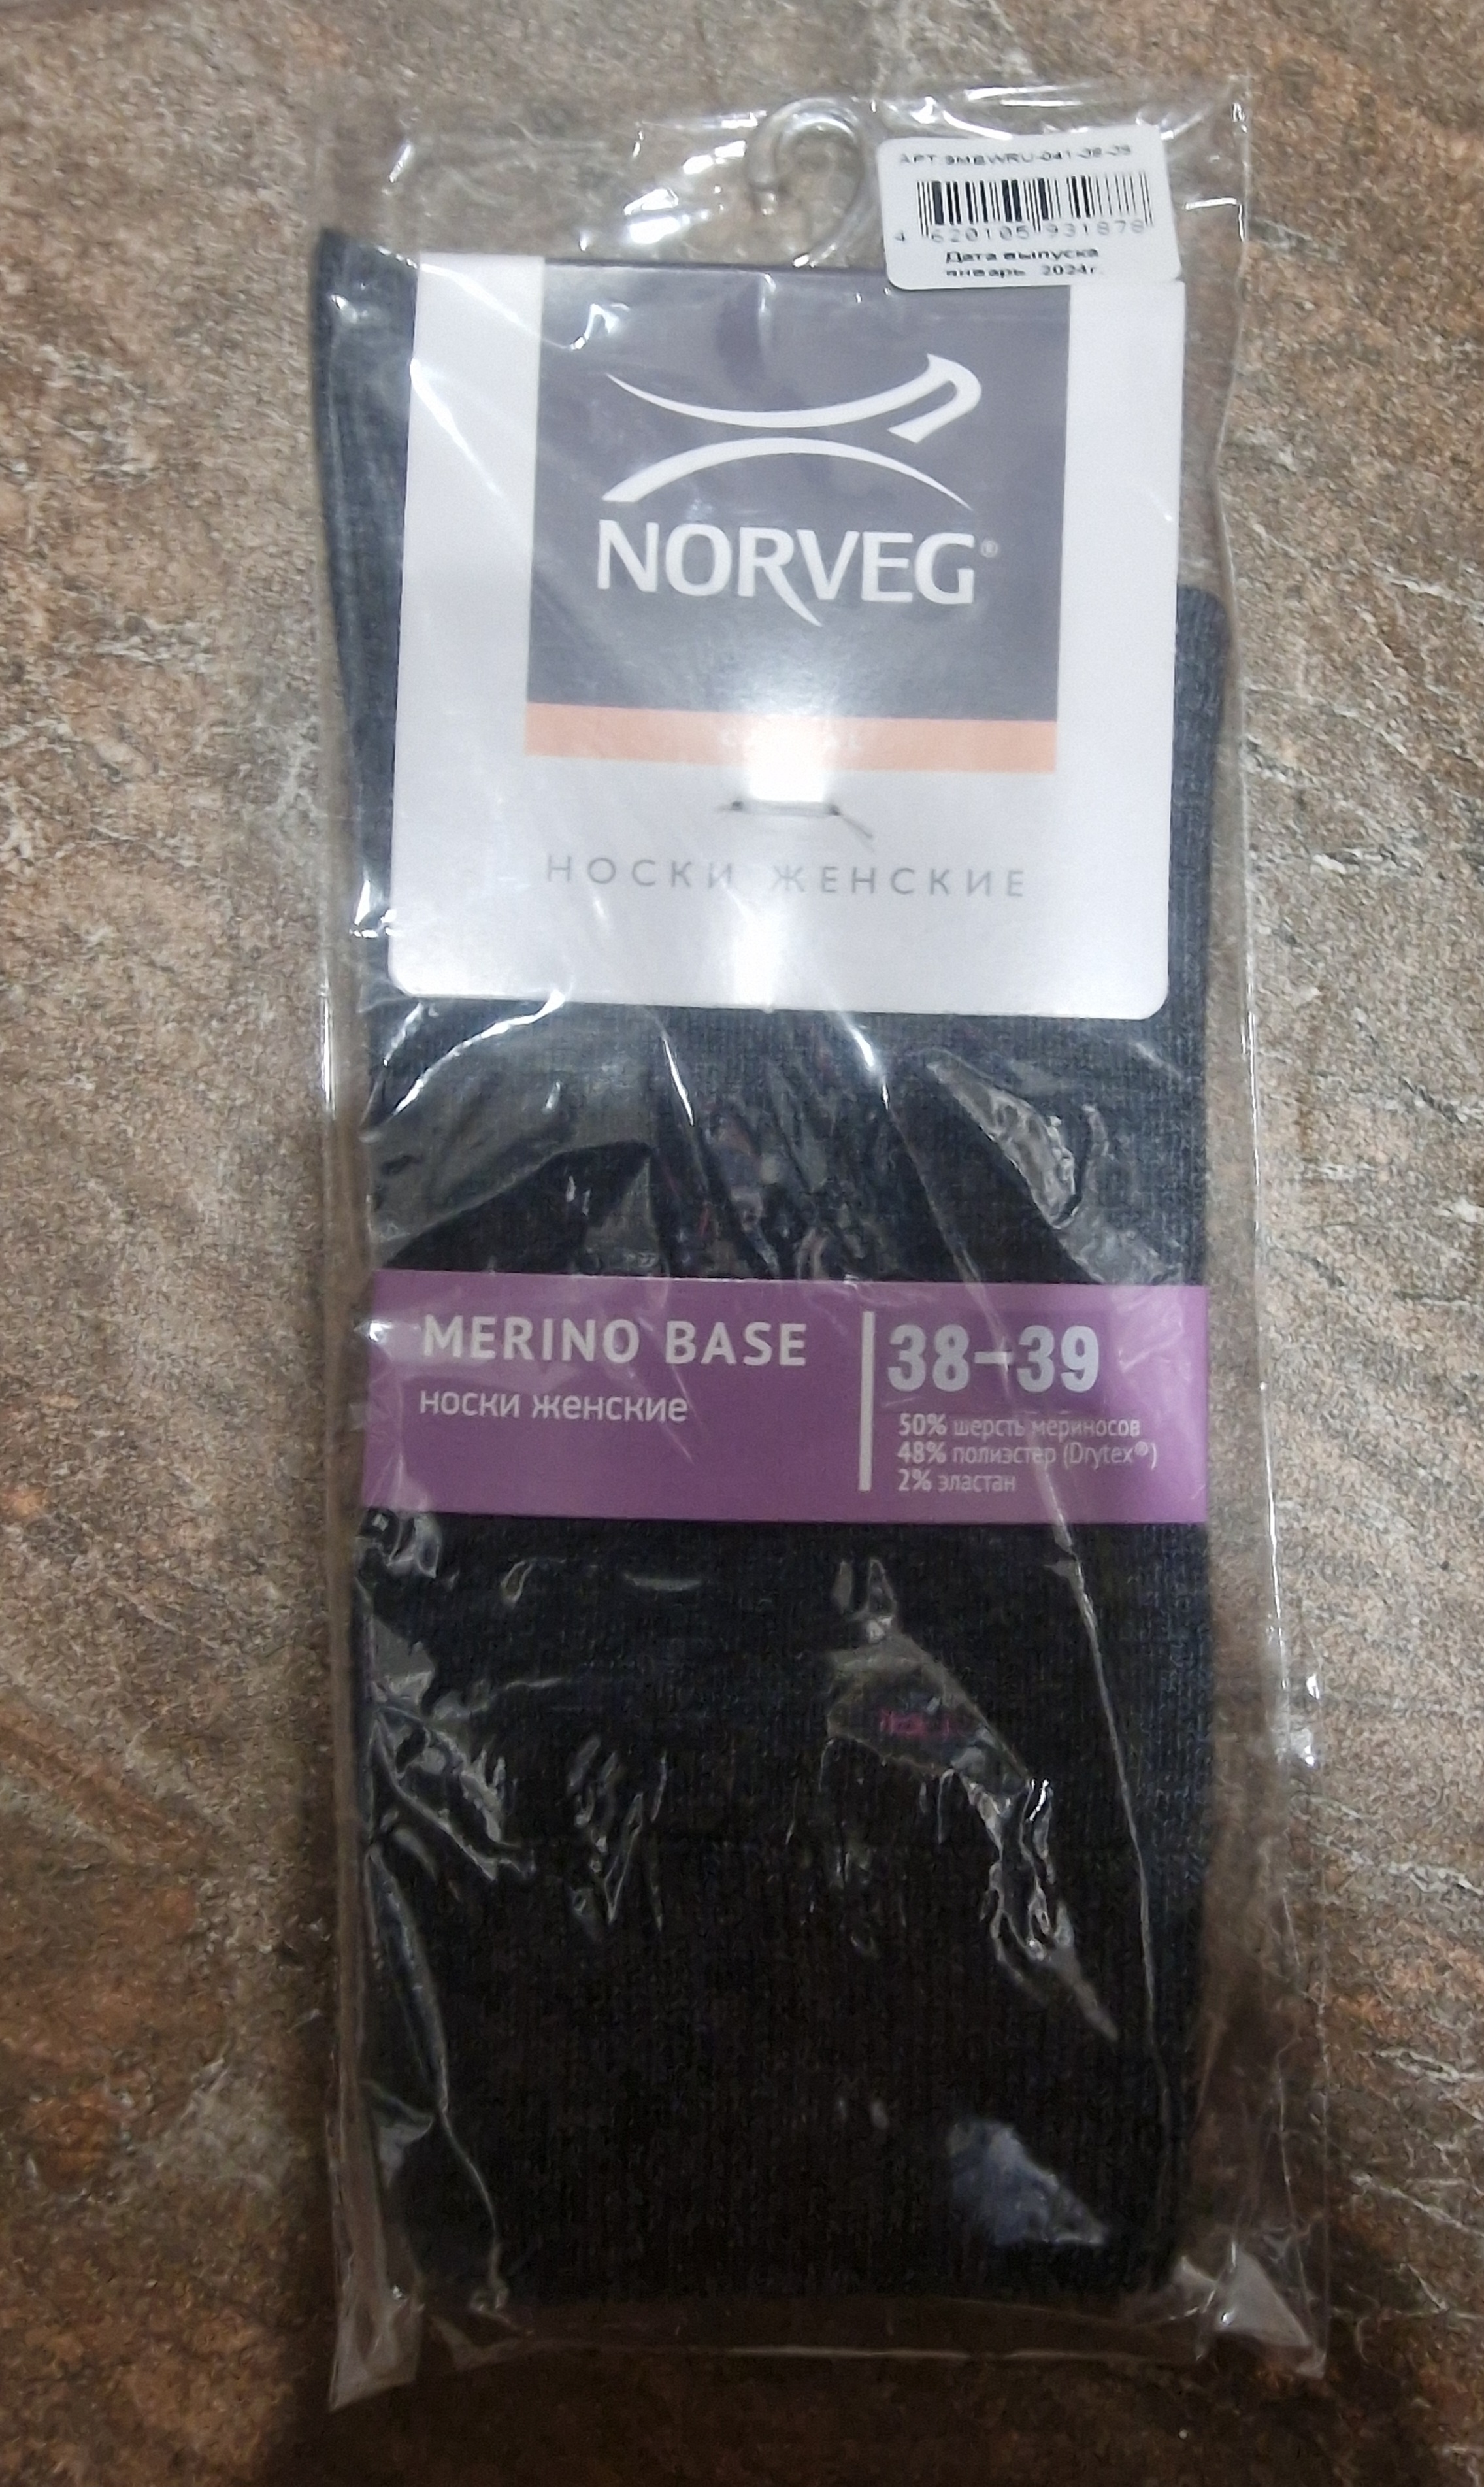 АРТ:9MBWRU-041-38-39
4 620105 931878
Дата выпуска
январь 2024г.
NORVEG®
НОСКИ ЖЕНСКИЕ
MERINO BASE
носки женские
38-39
50% шерсть мериносов
48% полиэстер (Drytex®)
2% эластан